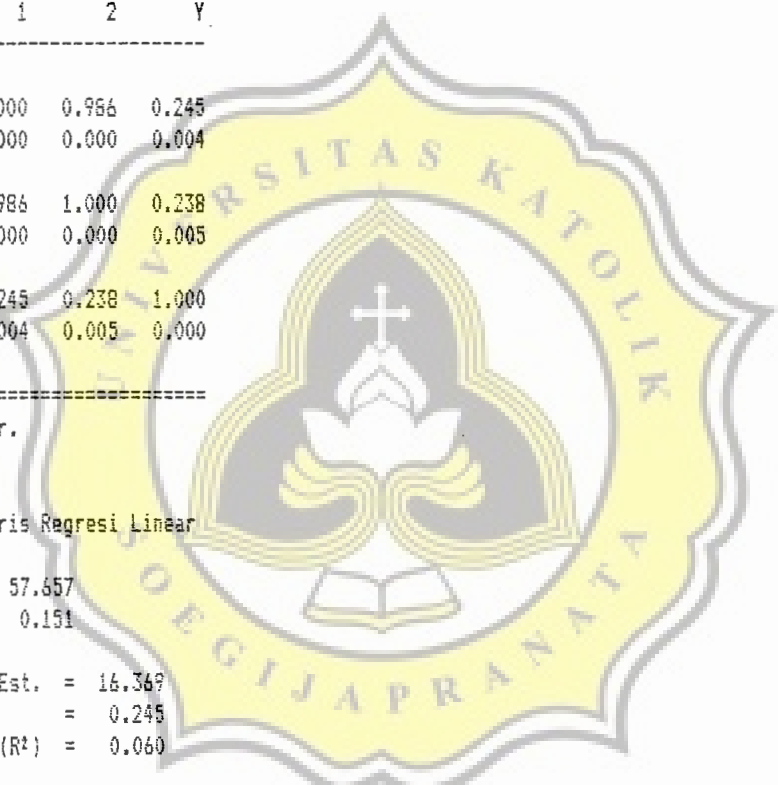 1 2 Y
--------------------
000 0.986 0.245
000 0.000 0.004
986 1.000 0.238
000 0.000 0.005
245 0.238 1.000
004 0.005 0.000
====================
r.
ris Regresi Linear
57.657
0.151
Est. = 16.369
= 0.245
(R²) = 0.060
UNIVERSITAS KATOLIK
SOEGIJAPRANATA